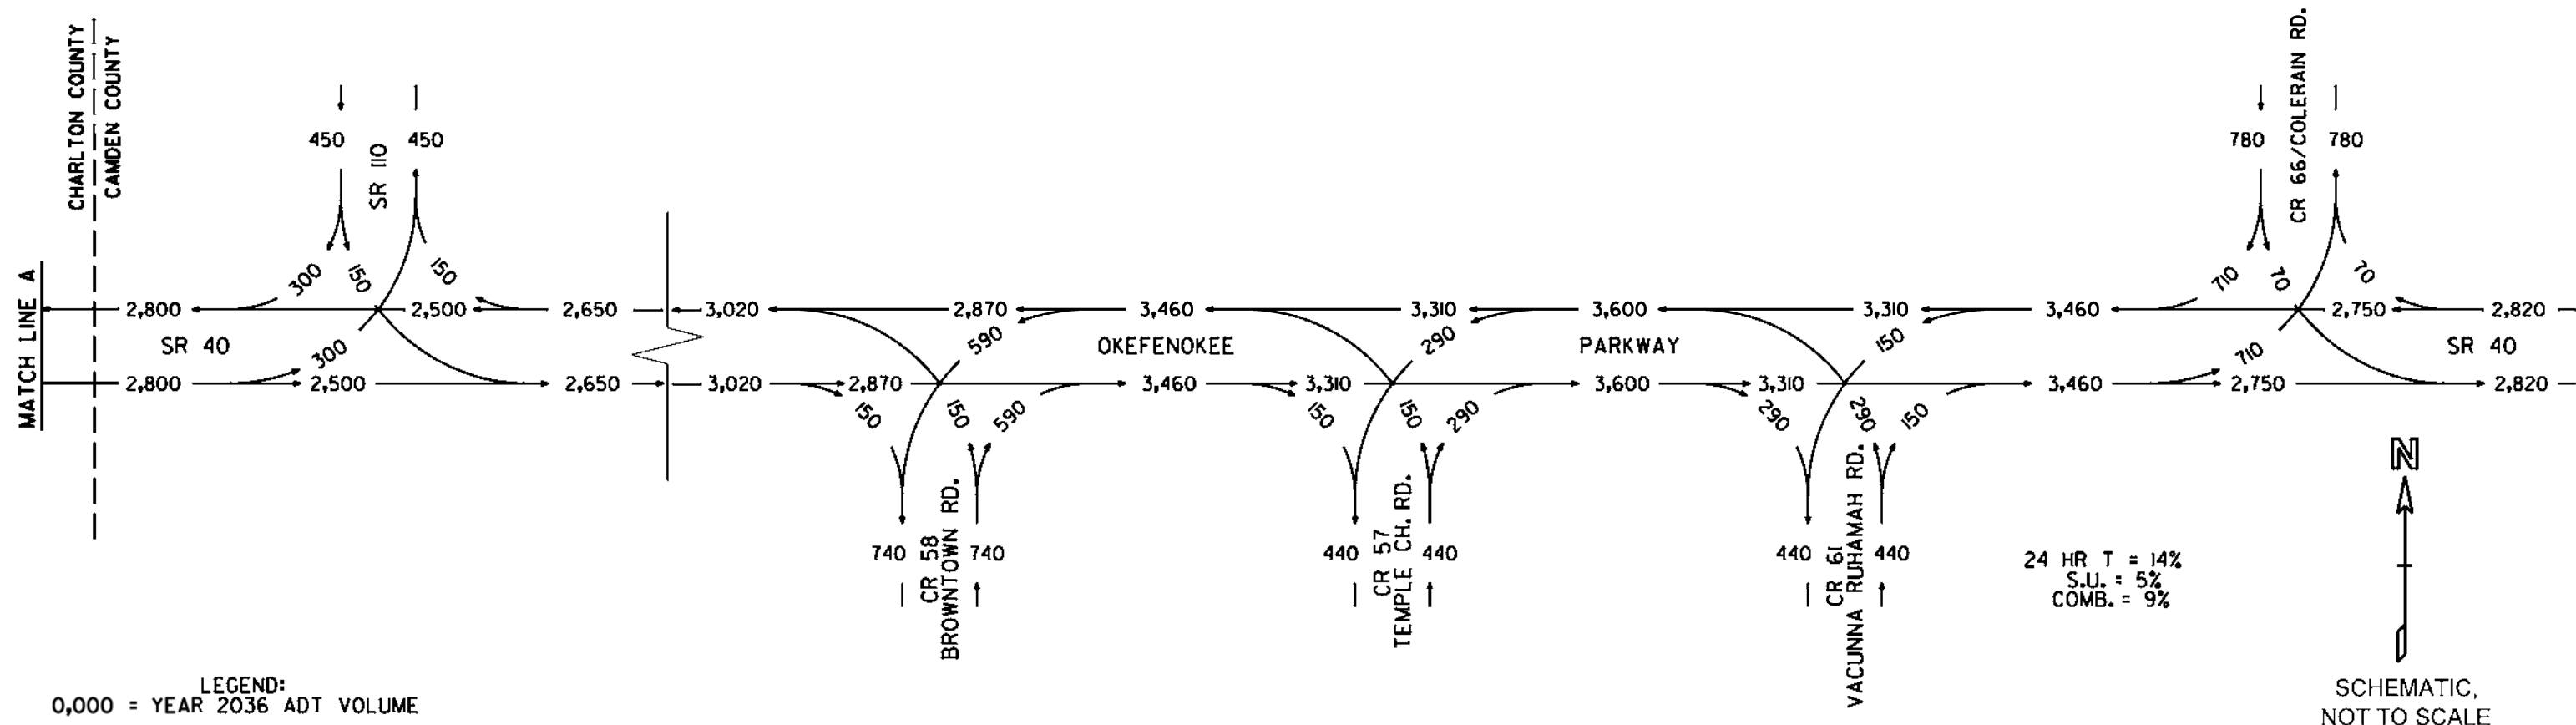 CHARLTON COUNTY
CAMDEN COUNTY
MATCH LINE A
450
SR 110
450
300
150
150
2,800
2,500
2,650
SR 40
300
2,800
2,500
2,650
3,020
2,870
3,460
3,310
3,600
3,310
3,460
590
290
150
OKEFENOKEE
PARKWAY
3,020
2,870
3,460
3,310
3,600
3,310
3,460
150
150
590
150
150
290
290
290
150
740
CR 58
BROWNTOWN RD.
740
440
CR 57
TEMPLE CH. RD.
440
440
CR 61
VACUNNA RUHAMAH RD.
440
780
CR 66/COLERAIN RD.
780
710
70
70
2,750
2,820
710
SR 40
2,750
2,820
N
24 HR T = 14%
S.U. = 5%
COMB. = 9%
LEGEND:
0,000 = YEAR 2036 ADT VOLUME
SCHEMATIC,
NOT TO SCALE